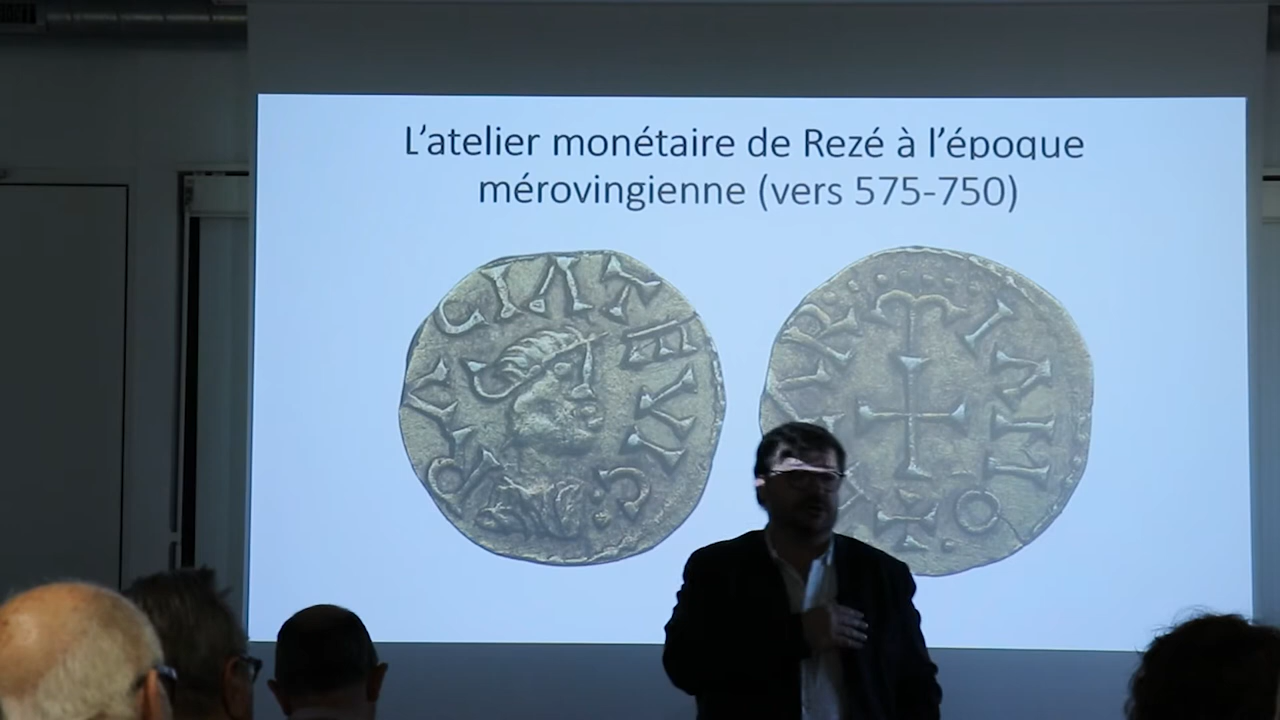 L'atelier monétaire de Rezé à l'époque
mérovingienne (vers 575-750)